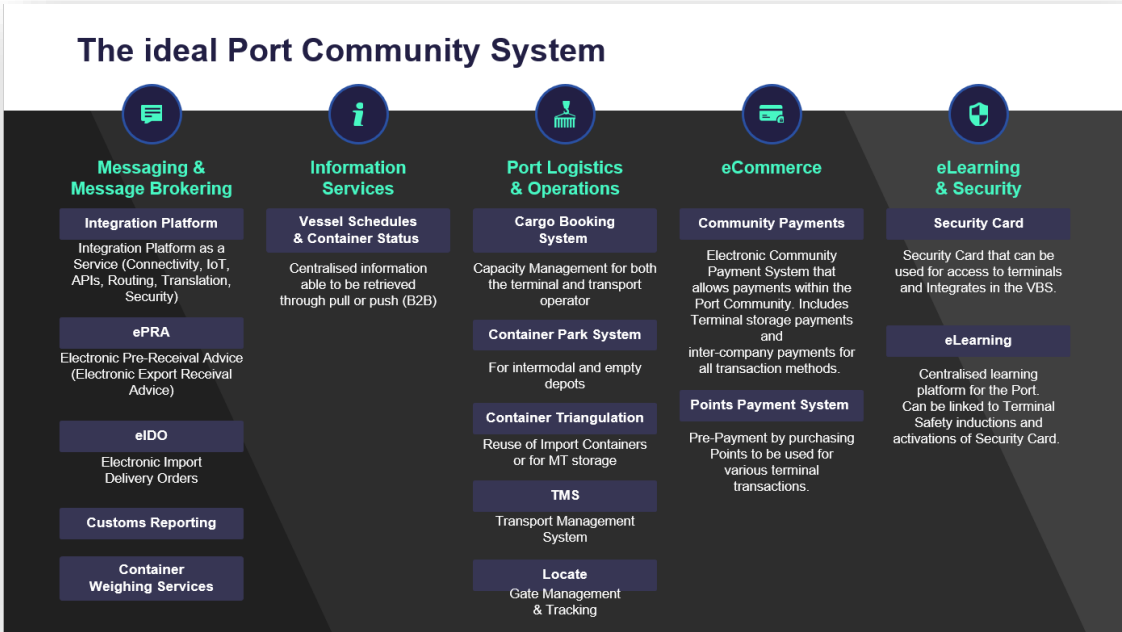 The ideal Port Community System
Messaging &
Message Brokering
Integration Platform
Integration Platform as a
Service (Connectivity, IoT,
APIs, Routing, Translation,
Security)
ePRA
Electronic Pre-Receival Advice
(Electronic Export Receival
Advice)
eIDO
Electronic Import
Delivery Orders
Customs Reporting
Container
Weighing Services
Information
Services
Vessel Schedules
& Container Status
Centralised information
able to be retrieved
through pull or push (B2B)
Port Logistics
& Operations
Cargo Booking
System
Capacity Management for both
the terminal and transport
operator
Container Park System
For intermodal and empty
depots
Container Triangulation
Reuse of Import Containers
or for MT storage
TMS
Transport Management
System
Locate
Gate Management
& Tracking
eCommerce
Community Payments
Electronic Community
Payment System that
allows payments within the
Port Community. Includes
Terminal storage payments
and
inter-company payments for
all transaction methods.
Points Payment System
Pre-Payment by purchasing
Points to be used for
various terminal
transactions.
eLearning
& Security
Security Card
Security Card that can be
used for access to terminals
and Integrates in the VBS.
eLearning
Centralised learning
platform for the Port.
Can be linked to Terminal
Safety inductions and
activations of Security Card.